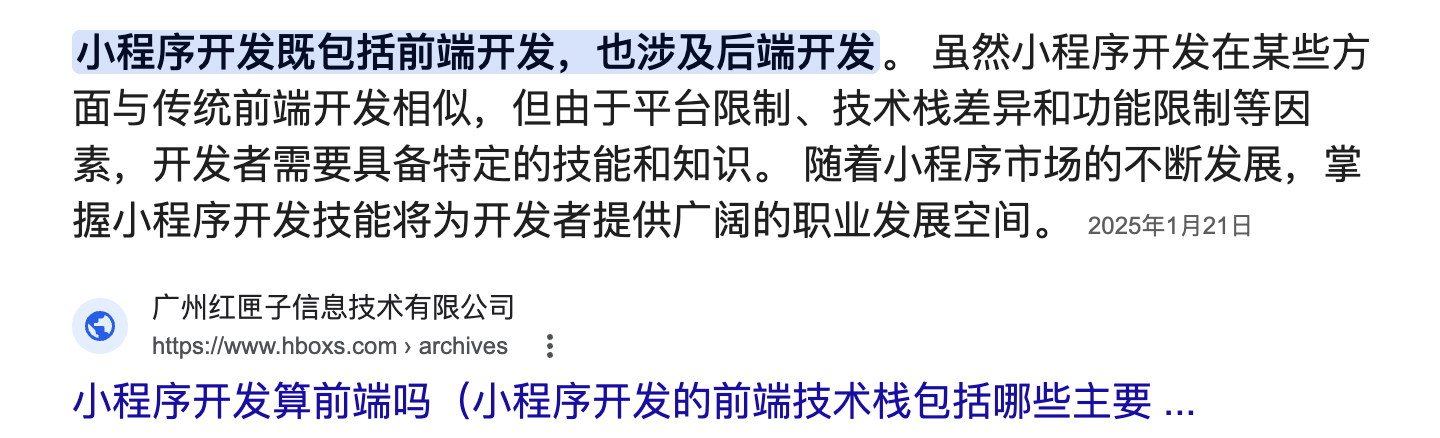 小程序开发既包括前端开发，也涉及后端开发。 虽然小程序开发在某些方
面与传统前端开发相似，但由于平台限制、技术栈差异和功能限制等因
素，开发者需要具备特定的技能和知识。 随着小程序市场的不断发展，掌
握小程序开发技能将为开发者提供广阔的职业发展空间。 2025年1月21日
广州红匣子信息技术有限公司
https://www.hboxs.com › archives
小程序开发算前端吗（小程序开发的前端技术栈包括哪些主要 ...